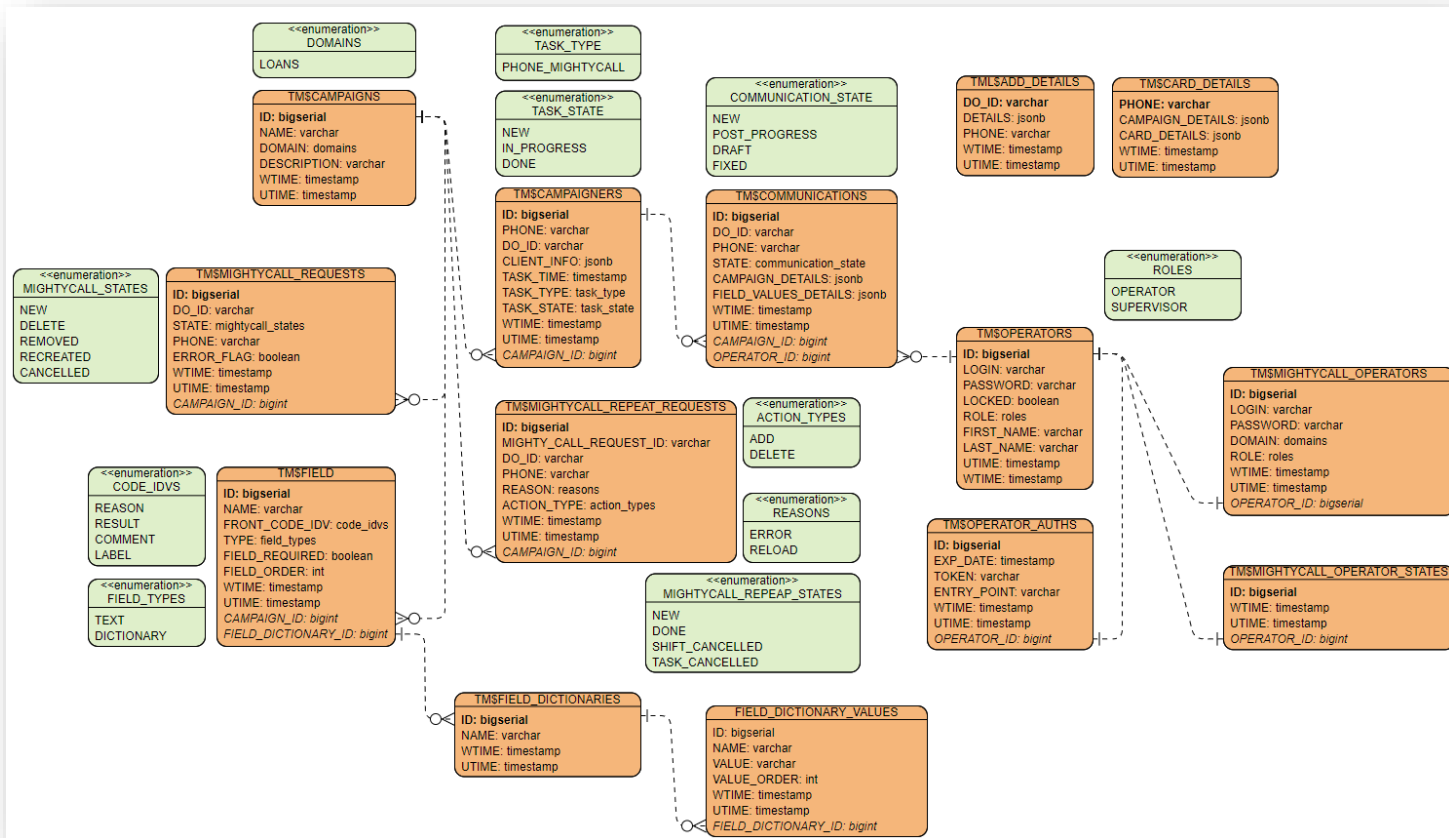 <<enumeration>>
DOMAINS
LOANS
<<enumeration>>
TASK_TYPE
PHONE_MIGHTYCALL
<<enumeration>>
COMMUNICATION_STATE
NEW
POST_PROGRESS
DRAFT
FIXED
TML$ADD_DETAILS
DO_ID: varchar
DETAILS: jsonb
PHONE: varchar
WTIME: timestamp
UTIME: timestamp
TM$CARD_DETAILS
PHONE: varchar
CAMPAIGN_DETAILS: jsonb
CARD_DETAILS: jsonb
WTIME: timestamp
UTIME: timestamp
TM$CAMPAIGNS
ID: bigserial
NAME: varchar
DOMAIN: domains
DESCRIPTION: varchar
WTIME: timestamp
UTIME: timestamp
<<enumeration>>
TASK_STATE
NEW
IN_PROGRESS
DONE
TM$CAMPAIGNERS
ID: bigserial
PHONE: varchar
DO_ID: varchar
CLIENT_INFO: jsonb
TASK_TIME: timestamp
TASK_TYPE: task_type
TASK_STATE: task_state
WTIME: timestamp
UTIME: timestamp
CAMPAIGN_ID: bigint
TM$COMMUNICATIONS
ID: bigserial
DO_ID: varchar
PHONE: varchar
STATE: communication_state
CAMPAIGN_DETAILS: jsonb
FIELD_VALUES_DETAILS: jsonb
WTIME: timestamp
UTIME: timestamp
CAMPAIGN_ID: bigint
OPERATOR_ID: bigint
<<enumeration>>
ROLES
OPERATOR
SUPERVISOR
<<enumeration>>
MIGHTYCALL_STATES
NEW
DELETE
REMOVED
RECREATED
CANCELLED
TM$MIGHTYCALL_REQUESTS
ID: bigserial
DO_ID: varchar
STATE: mightycall_states
PHONE: varchar
ERROR_FLAG: boolean
WTIME: timestamp
UTIME: timestamp
CAMPAIGN_ID: bigint
TM$OPERATORS
ID: bigserial
LOGIN: varchar
PASSWORD: varchar
LOCKED: boolean
ROLE: roles
FIRST_NAME: varchar
LAST_NAME: varchar
UTIME: timestamp
WTIME: timestamp
TM$MIGHTYCALL_OPERATORS
ID: bigserial
LOGIN: varchar
PASSWORD: varchar
DOMAIN: domains
ROLE: roles
WTIME: timestamp
UTIME: timestamp
OPERATOR_ID: bigserial
TM$MIGHTYCALL_REPEAT_REQUESTS
ID: bigserial
MIGHTY_CALL_REQUEST_ID: varchar
DO_ID: varchar
PHONE: varchar
REASON: reasons
ACTION_TYPE: action_types
WTIME: timestamp
UTIME: timestamp
CAMPAIGN_ID: bigint
<<enumeration>>
ACTION_TYPES
ADD
DELETE
<<enumeration>>
CODE_IDVS
REASON
RESULT
COMMENT
LABEL
TM$FIELD
ID: bigserial
NAME: varchar
FRONT_CODE_IDV: code_idvs
TYPE: field_types
FIELD_REQUIRED: boolean
FIELD_ORDER: int
WTIME: timestamp
UTIME: timestamp
CAMPAIGN_ID: bigint
FIELD_DICTIONARY_ID: bigint
<<enumeration>>
REASONS
ERROR
RELOAD
TM$OPERATOR_AUTHS
ID: bigserial
EXP_DATE: timestamp
TOKEN: varchar
ENTRY_POINT: varchar
WTIME: timestamp
UTIME: timestamp
OPERATOR_ID: bigint
TM$MIGHTYCALL_OPERATOR_STATES
ID: bigserial
WTIME: timestamp
UTIME: timestamp
OPERATOR_ID: bigint
<<enumeration>>
FIELD_TYPES
TEXT
DICTIONARY
<<enumeration>>
MIGHTYCALL_REPEAP_STATES
NEW
DONE
SHIFT_CANCELLED
TASK_CANCELLED
TM$FIELD_DICTIONARIES
ID: bigserial
NAME: varchar
WTIME: timestamp
UTIME: timestamp
FIELD_DICTIONARY_VALUES
ID: bigserial
NAME: varchar
VALUE: varchar
VALUE_ORDER: int
WTIME: timestamp
UTIME: timestamp
FIELD_DICTIONARY_ID: bigint